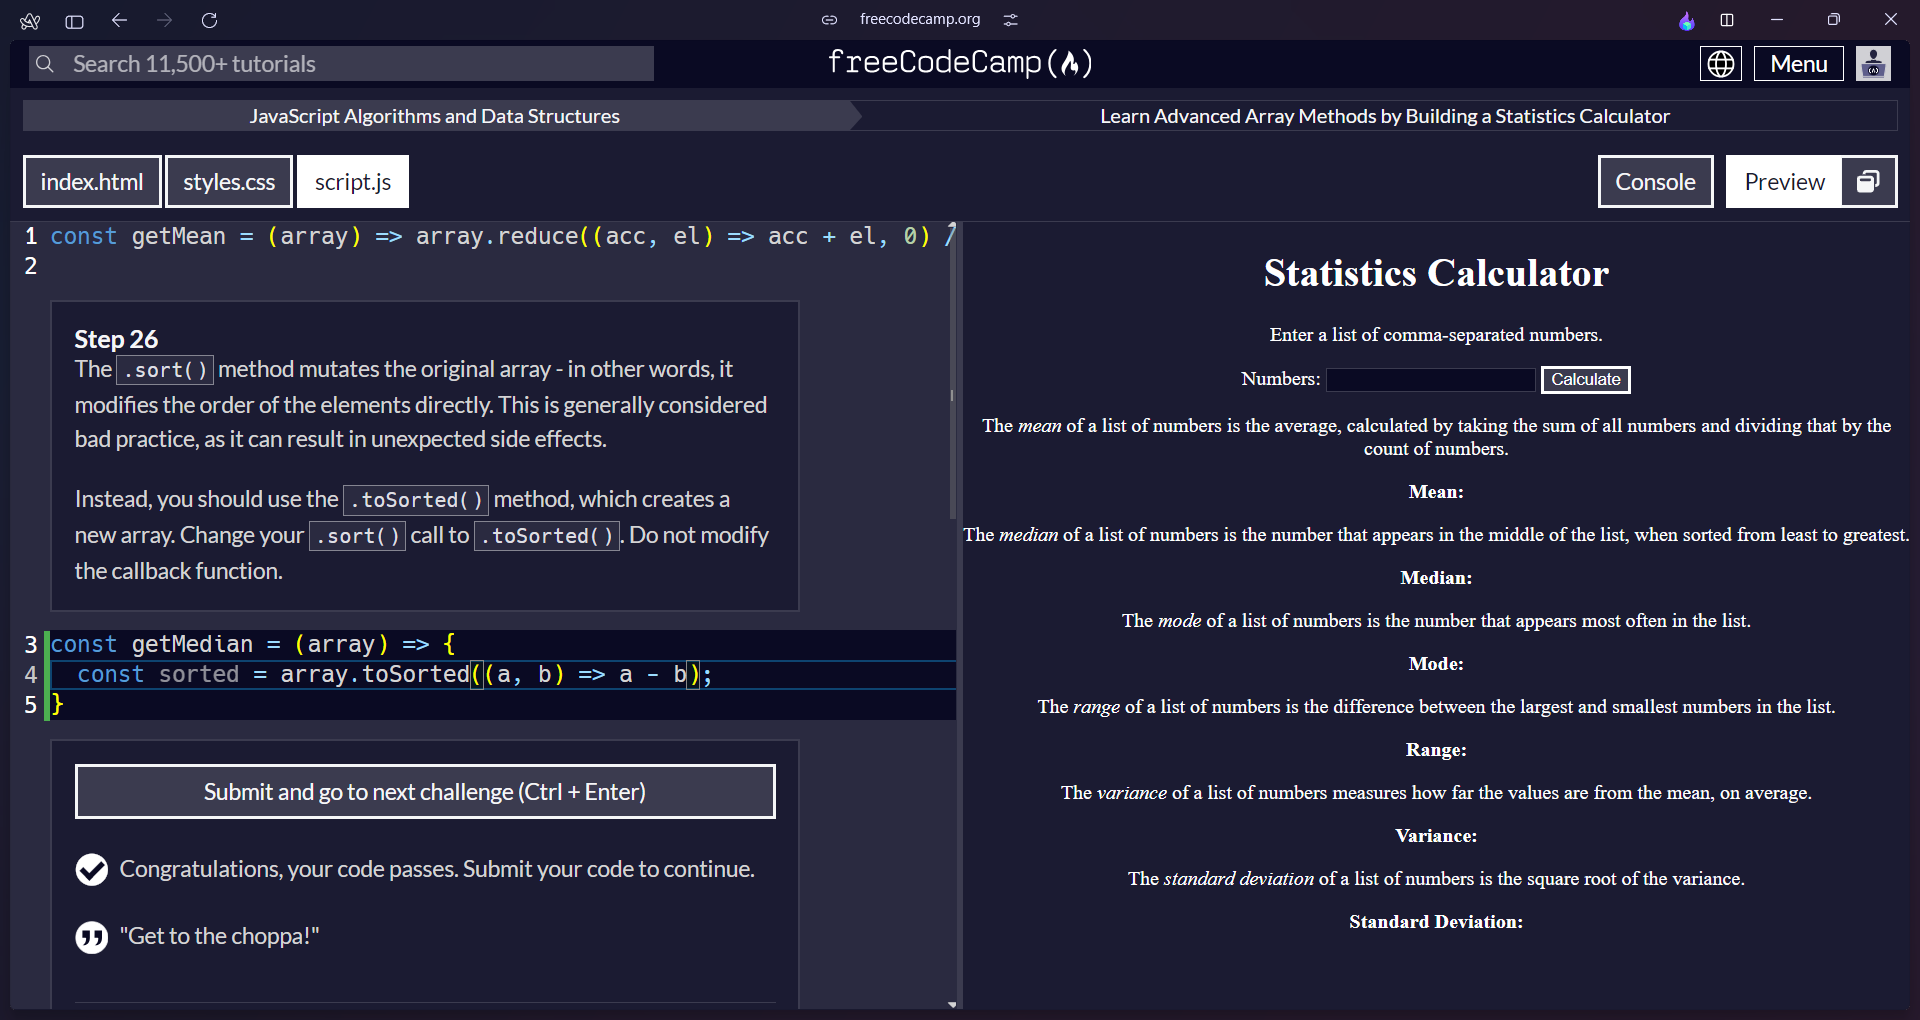 freecodecamp.org
Search 11,500+ tutorials
freeCodeCamp
Menu
JavaScript Algorithms and Data Structures
Learn Advanced Array Methods by Building a Statistics Calculator
index.html
styles.css
script.js
Console
Preview
1 const getMean = (array) => array.reduce((acc, el) => acc + el, 0) /
2
Step 26
The .sort() method mutates the original array - in other words, it
modifies the order of the elements directly. This is generally considered
bad practice, as it can result in unexpected side effects.
Instead, you should use the .toSorted() method, which creates a
new array. Change your .sort() call to .toSorted(). Do not modify
the callback function.
3 const getMedian = (array) => {
4 const sorted = array.toSorted((a, b) => a - b);
5 }
Submit and go to next challenge (Ctrl + Enter)
Congratulations, your code passes. Submit your code to continue.
"Get to the choppa!"
Statistics Calculator
Enter a list of comma-separated numbers.
Numbers:
Calculate
The mean of a list of numbers is the average, calculated by taking the sum of all numbers and dividing that by the
count of numbers.
Mean:
The median of a list of numbers is the number that appears in the middle of the list, when sorted from least to greatest.
Median:
The mode of a list of numbers is the number that appears most often in the list.
Mode:
The range of a list of numbers is the difference between the largest and smallest numbers in the list.
Range:
The variance of a list of numbers measures how far the values are from the mean, on average.
Variance:
The standard deviation of a list of numbers is the square root of the variance.
Standard Deviation: